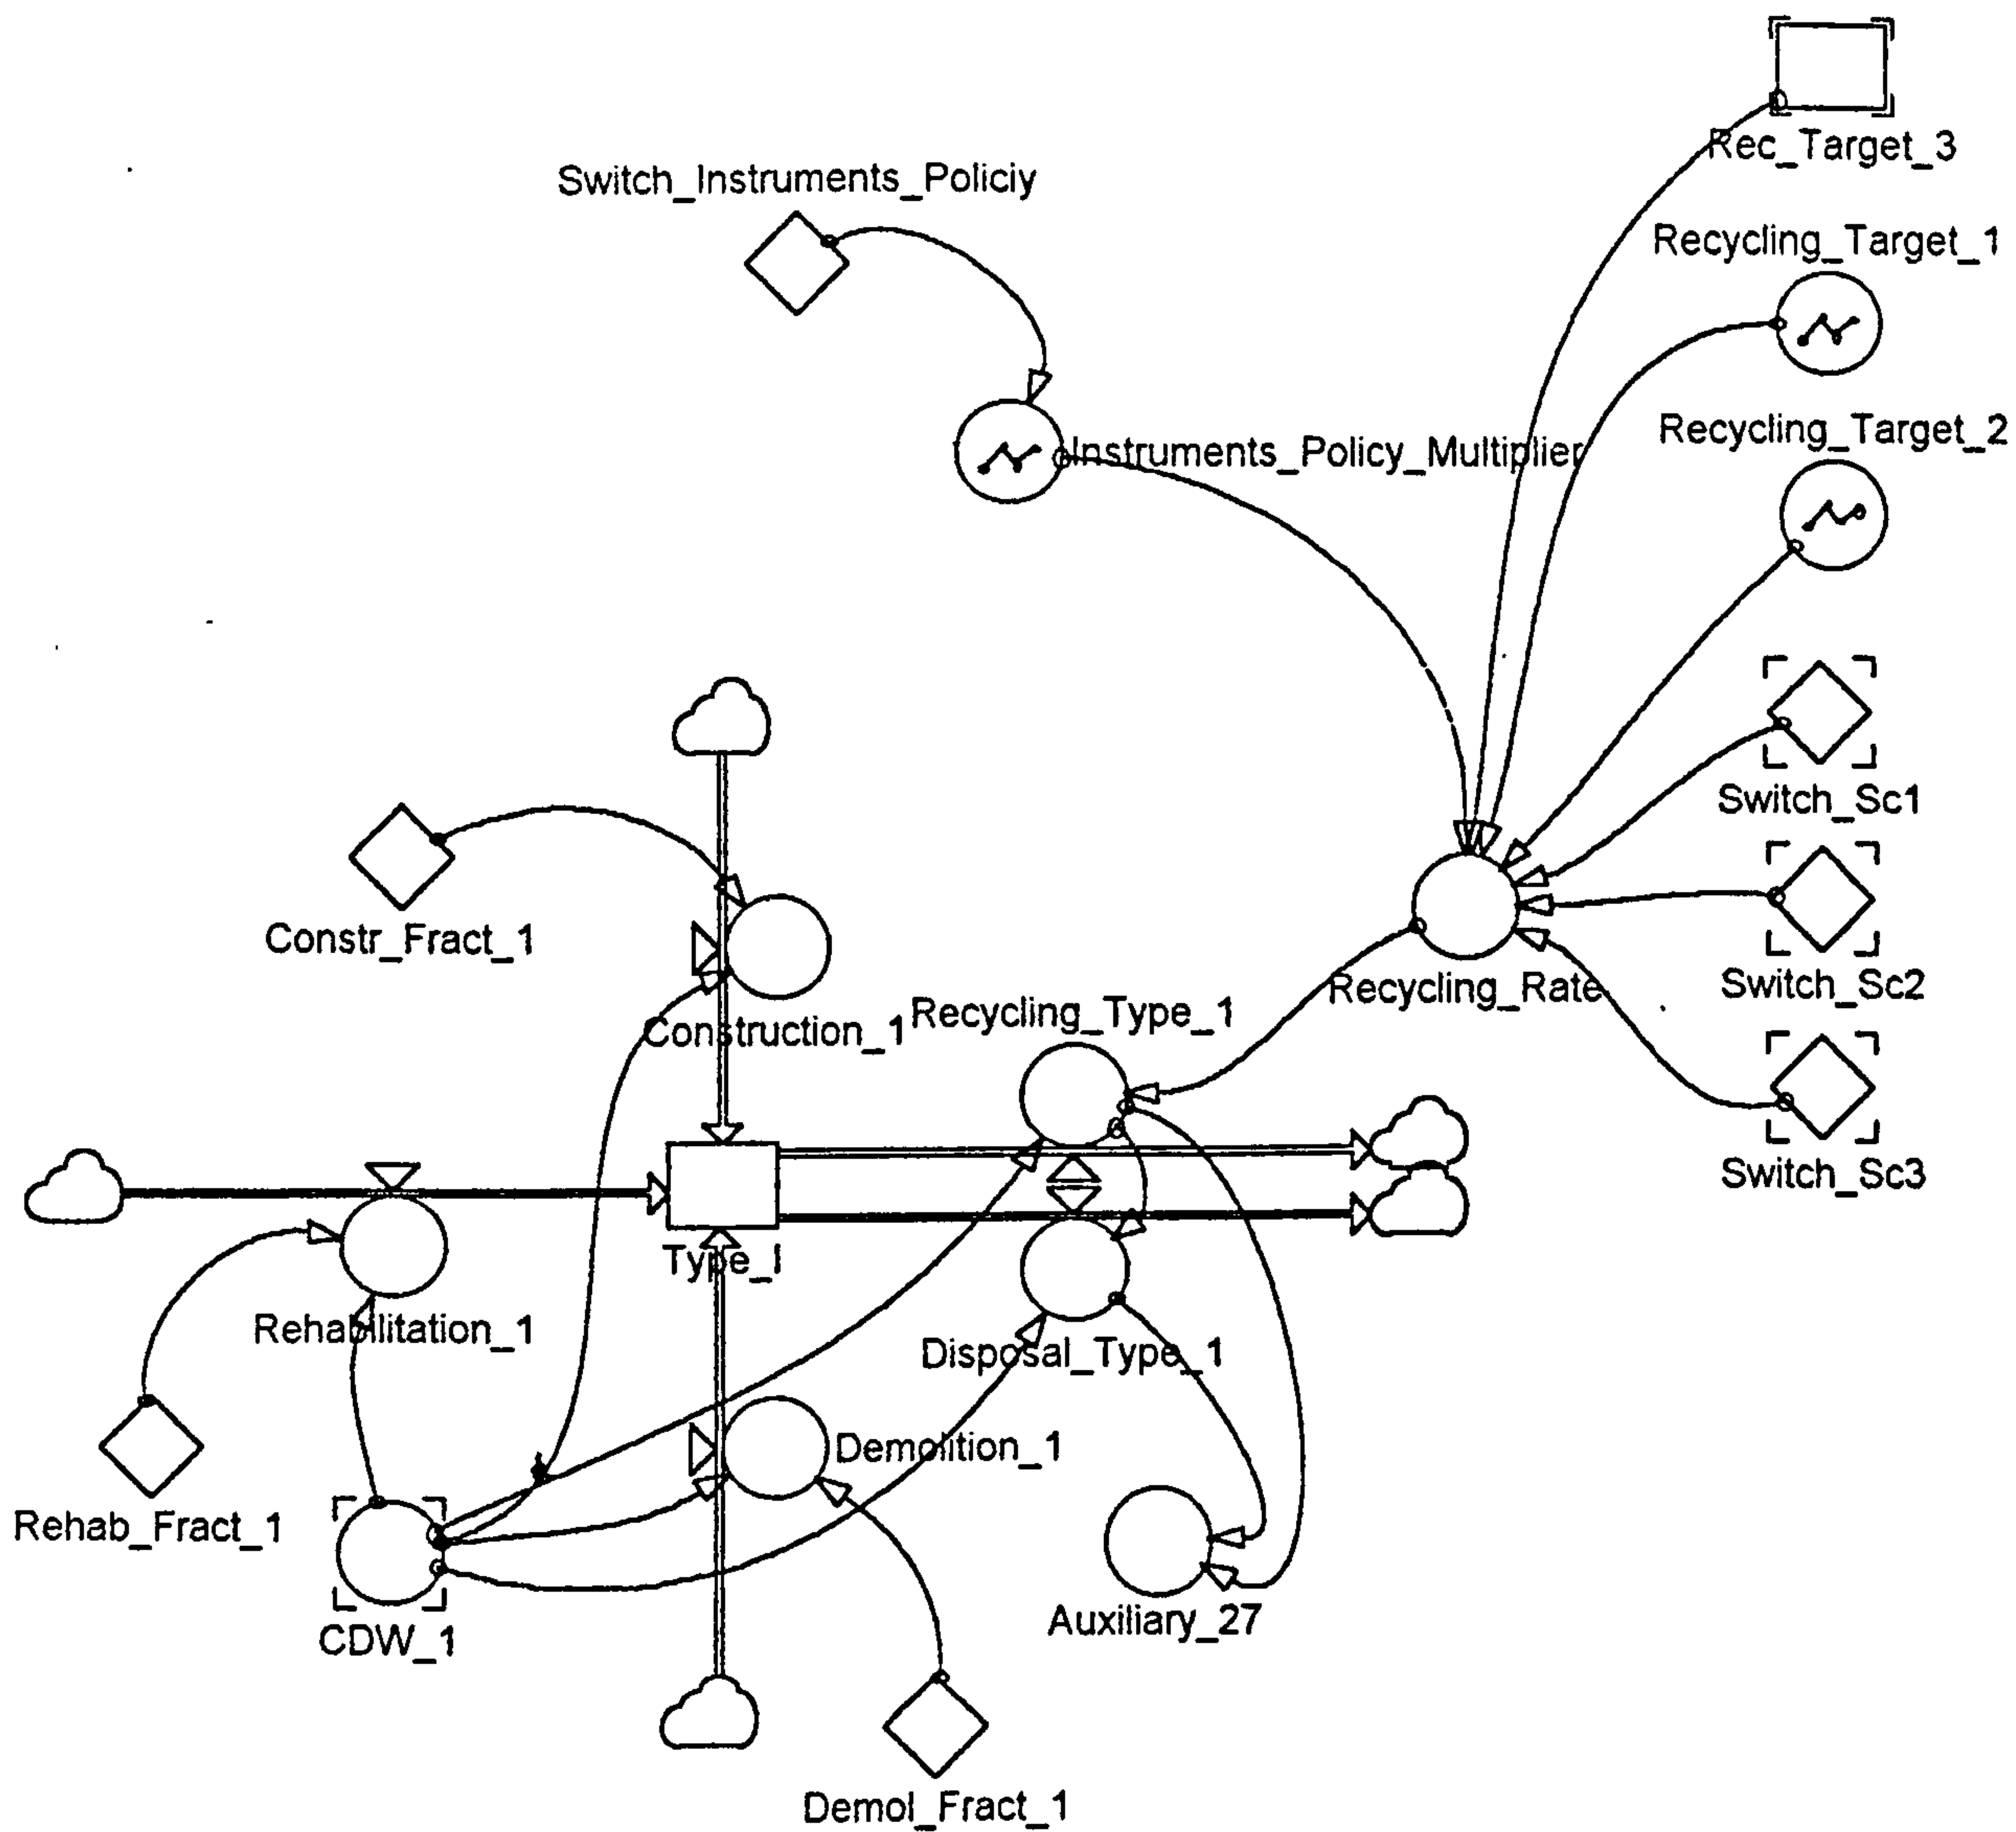 Rec_Target_3
Switch_Instruments_Policiy
Recycling_Target_1
Recycling_Target_2
Instruments_Policy_Multiplier
Switch_Sc1
Constr_Fract_1
Switch_Sc2
Recycling_Rate
Recycling_Type_1
Construction_1
Switch_Sc3
Type_I
Rehabilitation_1
Disposal_Type_1
Demolition_1
Rehab_Fract_1
Auxiliary_27
CDW_1
Demol_Fract_1